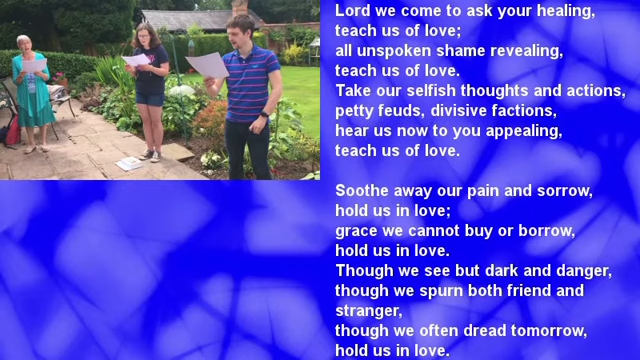 Lord we come to ask your healing,
teach us of love;
all unspoken shame revealing,
teach us of love.
Take our selfish thoughts and actions,
petty feuds, divisive factions,
hear us now to you appealing,
teach us of love.
Soothe away our pain and sorrow,
hold us in love;
grace we cannot buy or borrow,
hold us in love.
Though we see but dark and danger,
though we spurn both friend and
stranger,
though we often dread tomorrow,
hold us in love.